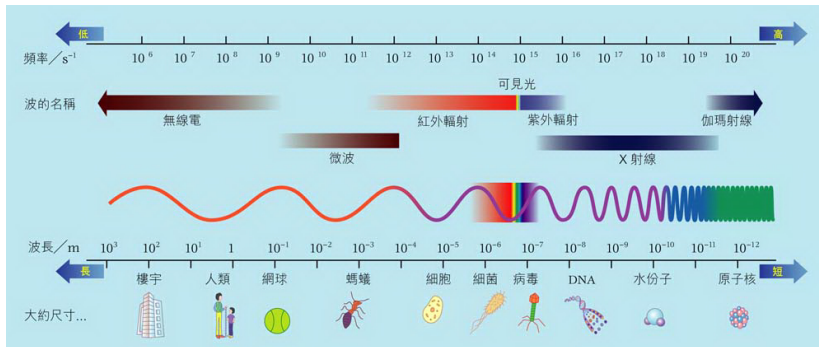 低 高
頻率／s⁻¹ 10⁶ 10⁷ 10⁸ 10⁹ 10¹⁰ 10¹¹ 10¹² 10¹³ 10¹⁴ 10¹⁵ 10¹⁶ 10¹⁷ 10¹⁸ 10¹⁹ 10²⁰
可見光
波的名稱
無線電 紅外輻射 紫外輻射 伽瑪射線
微波 X 射線
波長／m 10³ 10² 10¹ 1 10⁻¹ 10⁻² 10⁻³ 10⁻⁴ 10⁻⁵ 10⁻⁶ 10⁻⁷ 10⁻⁸ 10⁻⁹ 10⁻¹⁰ 10⁻¹¹ 10⁻¹²
長 短
樓宇 人類 網球 螞蟻 細胞 細菌 病毒 DNA 水份子 原子核
大約尺寸...